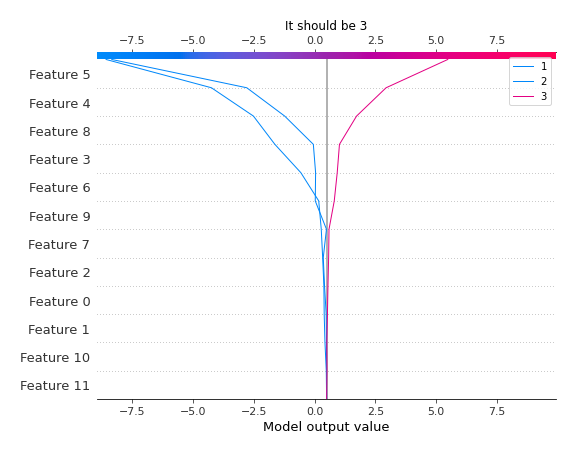 It should be 3
−7.5 −5.0 −2.5 0.0 2.5 5.0 7.5
1
2
3
Feature 5
Feature 4
Feature 8
Feature 3
Feature 6
Feature 9
Feature 7
Feature 2
Feature 0
Feature 1
Feature 10
Feature 11
−7.5 −5.0 −2.5 0.0 2.5 5.0 7.5
Model output value